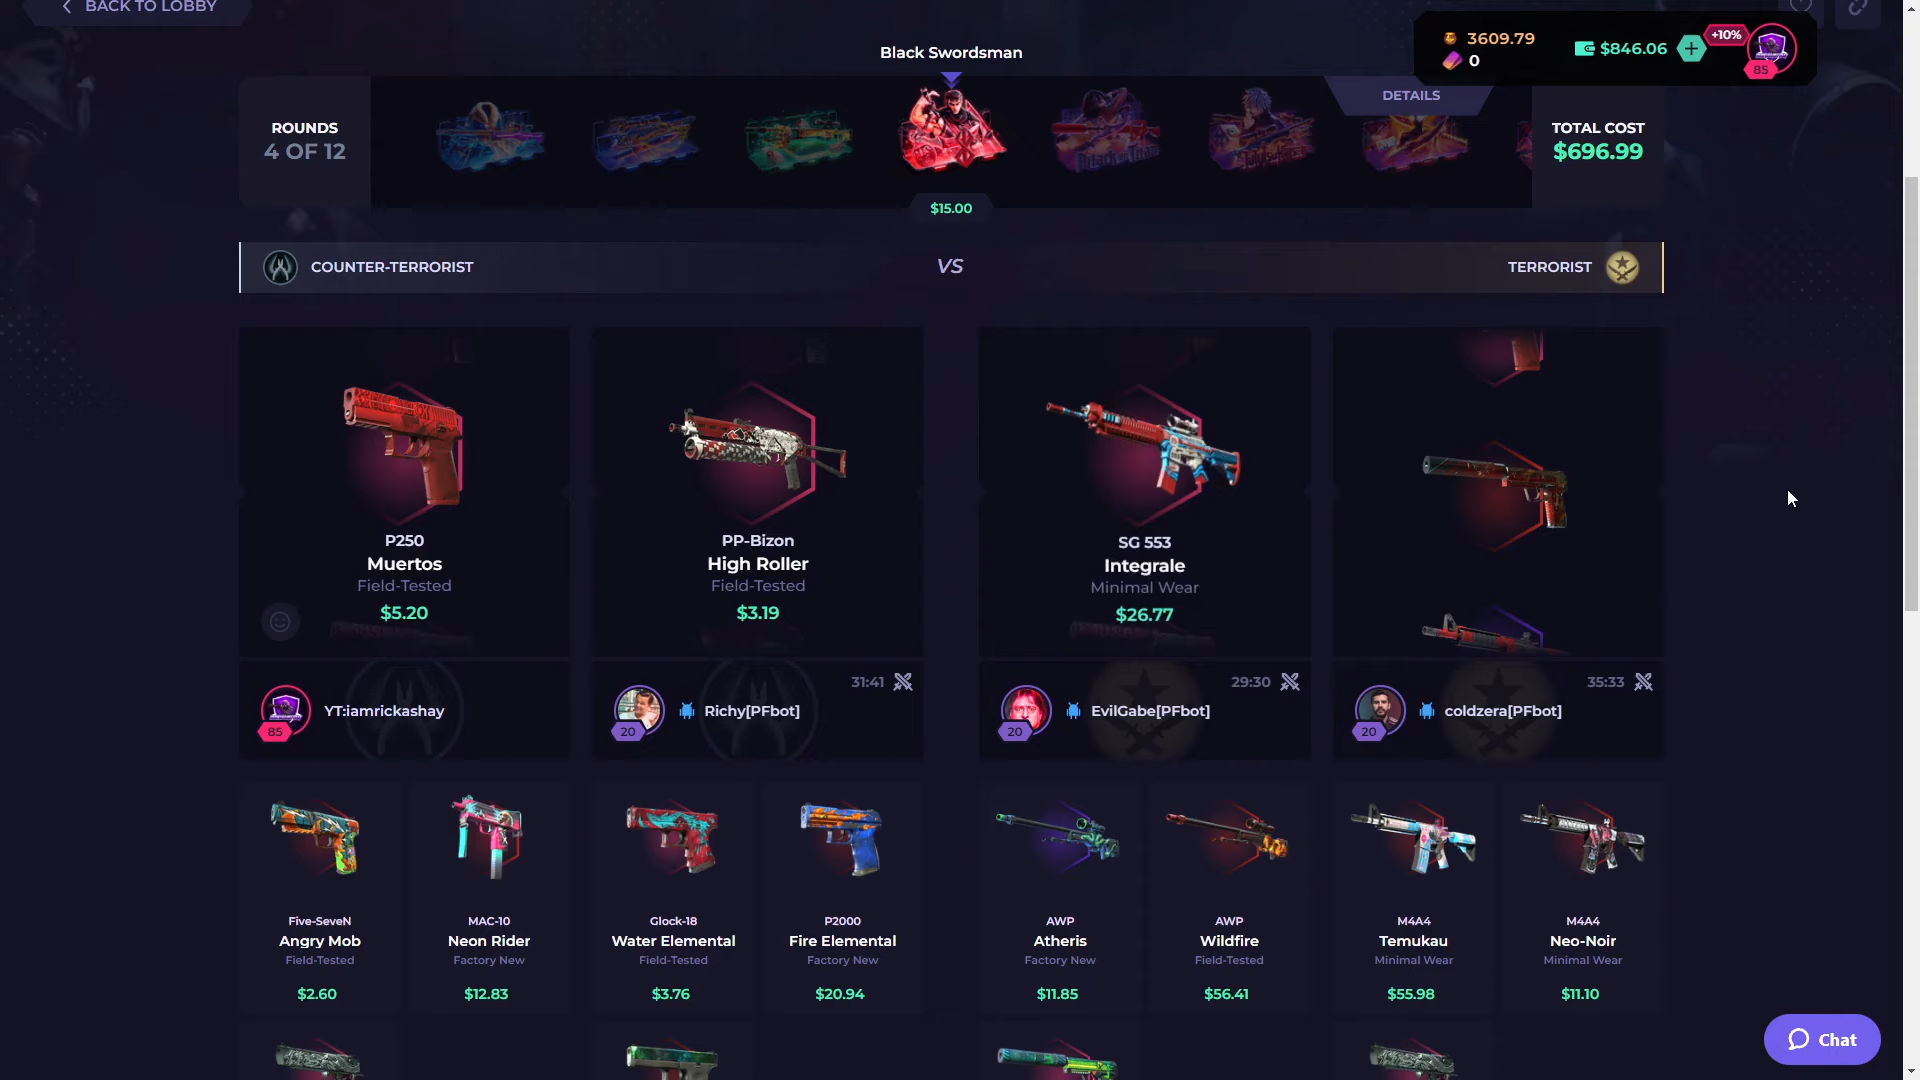 BACK TO LOBBY
Black Swordsman
3609.79
0
$846.06
+10%
85
ROUNDS
4 OF 12
DETAILS
TOTAL COST
$696.99
$15.00
COUNTER-TERRORIST
VS
TERRORIST
P250
Muertos
Field-Tested
$5.20
PP-Bizon
High Roller
Field-Tested
$3.19
SG 553
Integrale
Minimal Wear
$26.77
85
YT:iamrickashay
31:41
20
Richy[PFbot]
29:30
20
EvilGabe[PFbot]
35:33
20
coldzera[PFbot]
Five-SeveN
Angry Mob
Field-Tested
$2.60
MAC-10
Neon Rider
Factory New
$12.83
Glock-18
Water Elemental
Field-Tested
$3.76
P2000
Fire Elemental
Factory New
$20.94
AWP
Atheris
Factory New
$11.85
AWP
Wildfire
Field-Tested
$56.41
M4A4
Temukau
Minimal Wear
$55.98
M4A4
Neo-Noir
Minimal Wear
$11.10
Chat